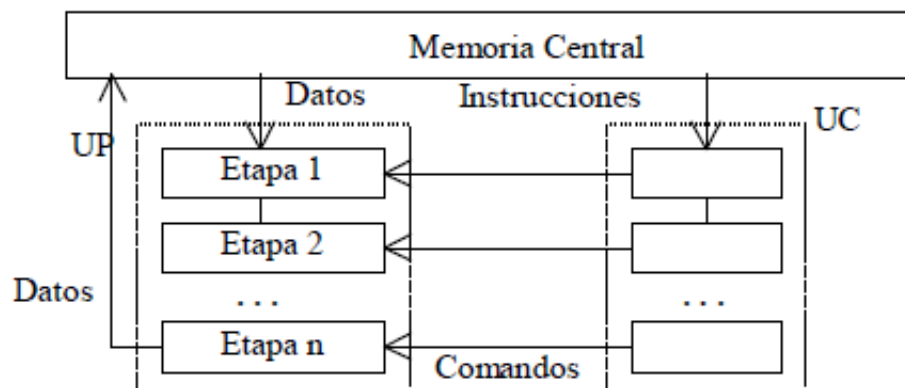 Memoria Central
Datos
Instrucciones
UP
UC
Etapa 1
Etapa 2
Datos
. . .
. . .
Etapa n
Comandos